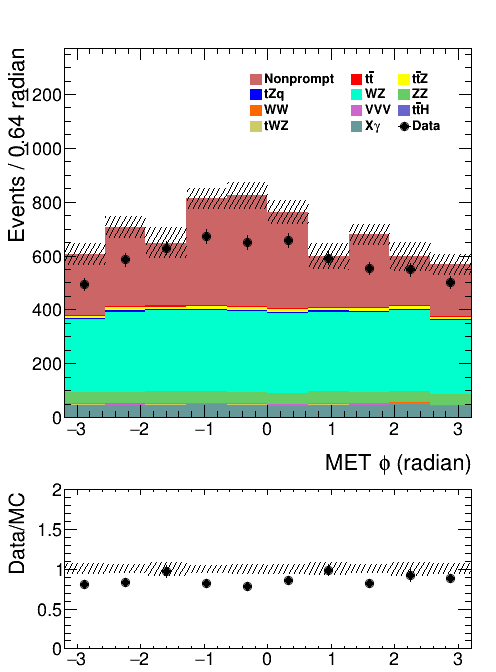 Events / 0.64 radian
1200
1000
800
600
400
200
0
Nonprompt tt̄ tt̄Z
tZq WZ ZZ
WW VVV tt̄H
tWZ Xγ Data
−3 −2 −1 0 1 2 3
MET ϕ (radian)
Data/MC
2
1.5
1
0.5
0
−3 −2 −1 0 1 2 3